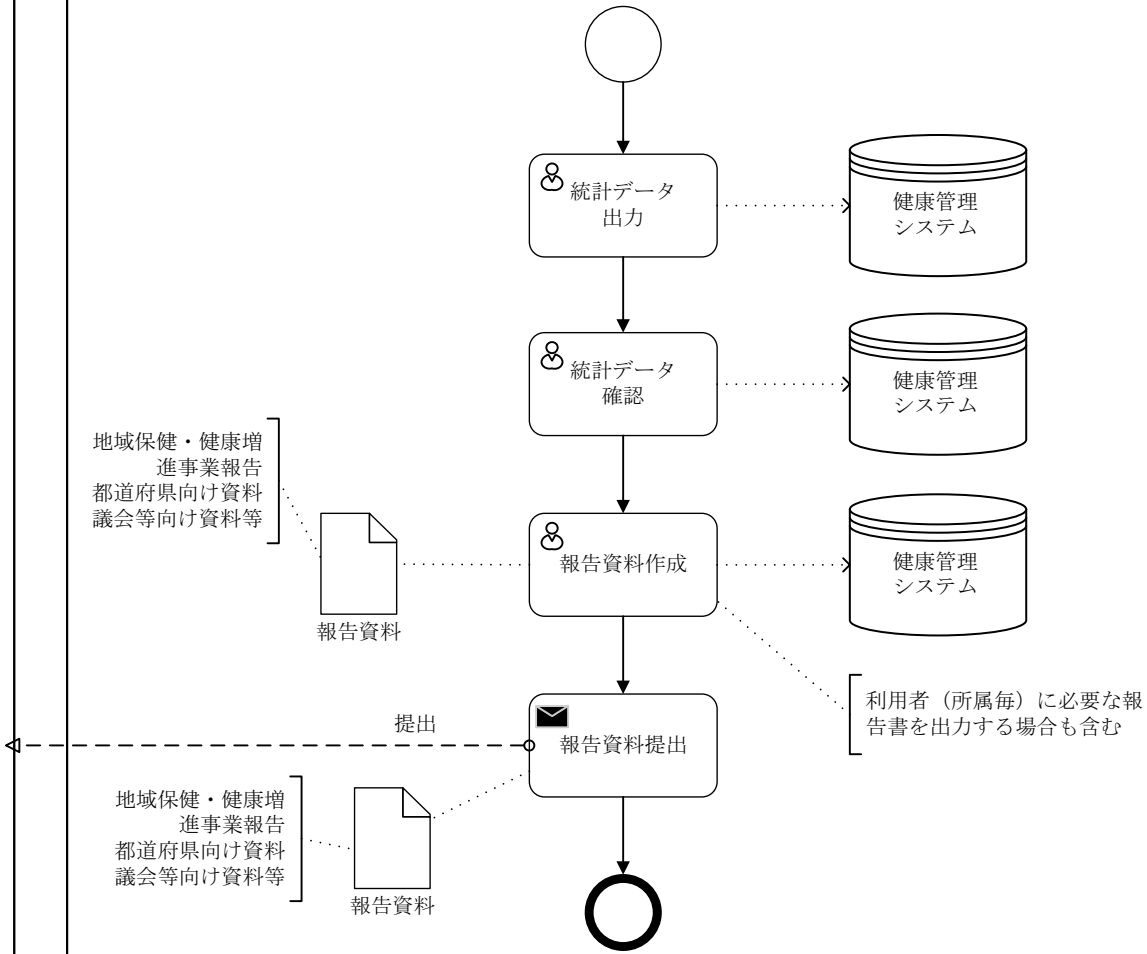 統計データ
出力
健康管理
システム
統計データ
確認
健康管理
システム
地域保健・健康増
進事業報告
都道府県向け資料
議会等向け資料等
報告資料
報告資料作成
健康管理
システム
利用者（所属毎）に必要な報
告書を出力する場合も含む
提出
報告資料提出
地域保健・健康増
進事業報告
都道府県向け資料
議会等向け資料等
報告資料